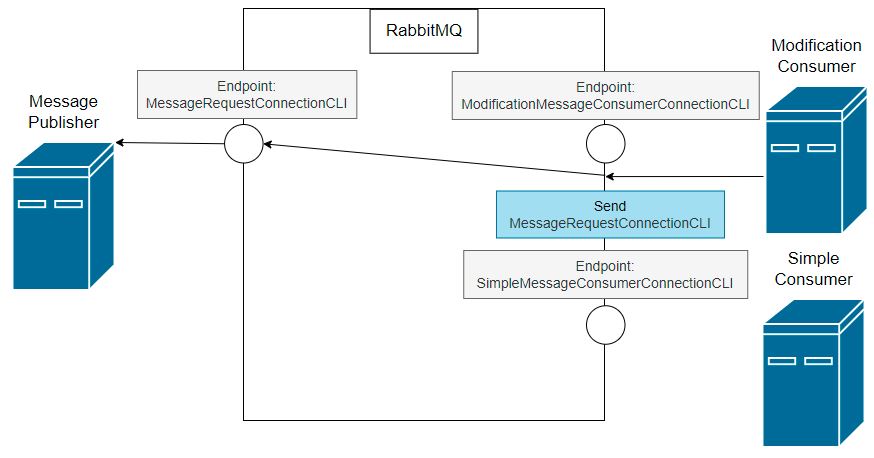 RabbitMQ
Modification
Consumer
Endpoint:
MessageRequestConnectionCLI
Endpoint:
ModificationMessageConsumerConnectionCLI
Message
Publisher
Send
MessageRequestConnectionCLI
Endpoint:
SimpleMessageConsumerConnectionCLI
Simple
Consumer